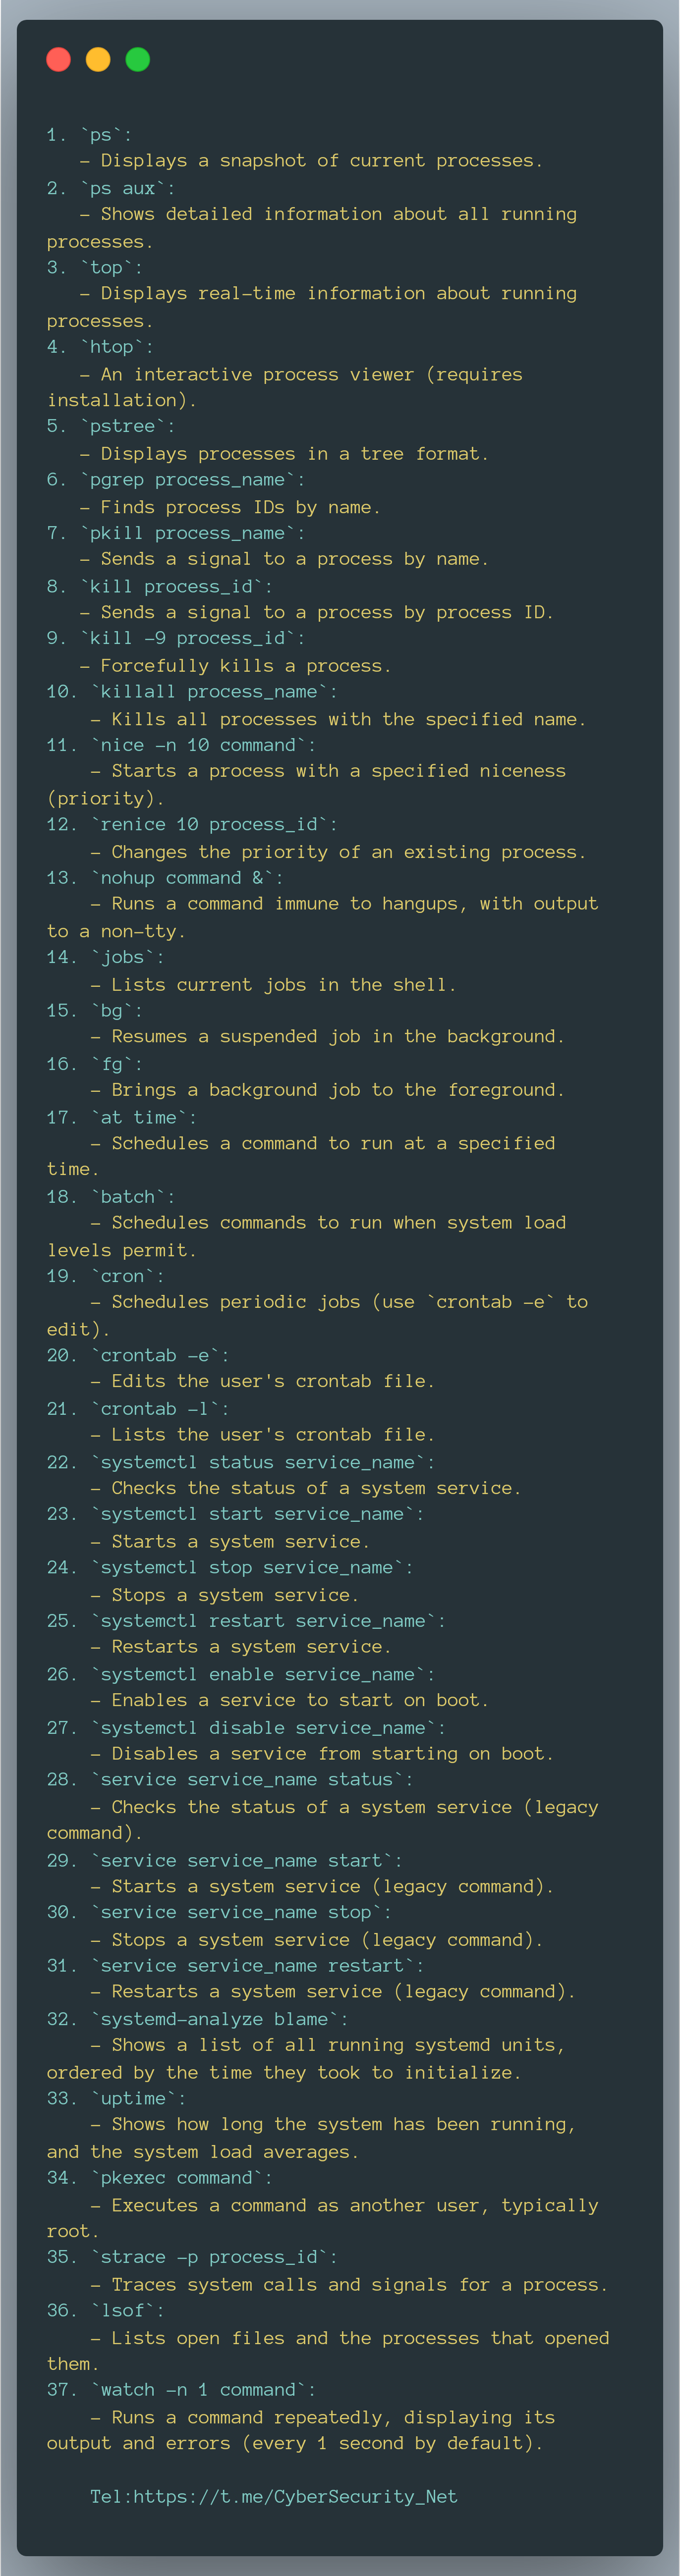 1. `ps`:
   - Displays a snapshot of current processes.
2. `ps aux`:
   - Shows detailed information about all running
processes.
3. `top`:
   - Displays real-time information about running
processes.
4. `htop`:
   - An interactive process viewer (requires
installation).
5. `pstree`:
   - Displays processes in a tree format.
6. `pgrep process_name`:
   - Finds process IDs by name.
7. `pkill process_name`:
   - Sends a signal to a process by name.
8. `kill process_id`:
   - Sends a signal to a process by process ID.
9. `kill -9 process_id`:
   - Forcefully kills a process.
10. `killall process_name`:
    - Kills all processes with the specified name.
11. `nice -n 10 command`:
    - Starts a process with a specified niceness
(priority).
12. `renice 10 process_id`:
    - Changes the priority of an existing process.
13. `nohup command &`:
    - Runs a command immune to hangups, with output
to a non-tty.
14. `jobs`:
    - Lists current jobs in the shell.
15. `bg`:
    - Resumes a suspended job in the background.
16. `fg`:
    - Brings a background job to the foreground.
17. `at time`:
    - Schedules a command to run at a specified
time.
18. `batch`:
    - Schedules commands to run when system load
levels permit.
19. `cron`:
    - Schedules periodic jobs (use `crontab -e` to
edit).
20. `crontab -e`:
    - Edits the user's crontab file.
21. `crontab -l`:
    - Lists the user's crontab file.
22. `systemctl status service_name`:
    - Checks the status of a system service.
23. `systemctl start service_name`:
    - Starts a system service.
24. `systemctl stop service_name`:
    - Stops a system service.
25. `systemctl restart service_name`:
    - Restarts a system service.
26. `systemctl enable service_name`:
    - Enables a service to start on boot.
27. `systemctl disable service_name`:
    - Disables a service from starting on boot.
28. `service service_name status`:
    - Checks the status of a system service (legacy
command).
29. `service service_name start`:
    - Starts a system service (legacy command).
30. `service service_name stop`:
    - Stops a system service (legacy command).
31. `service service_name restart`:
    - Restarts a system service (legacy command).
32. `systemd-analyze blame`:
    - Shows a list of all running systemd units,
ordered by the time they took to initialize.
33. `uptime`:
    - Shows how long the system has been running,
and the system load averages.
34. `pkexec command`:
    - Executes a command as another user, typically
root.
35. `strace -p process_id`:
    - Traces system calls and signals for a process.
36. `lsof`:
    - Lists open files and the processes that opened
them.
37. `watch -n 1 command`:
    - Runs a command repeatedly, displaying its
output and errors (every 1 second by default).
    Tel:https://t.me/CyberSecurity_Net